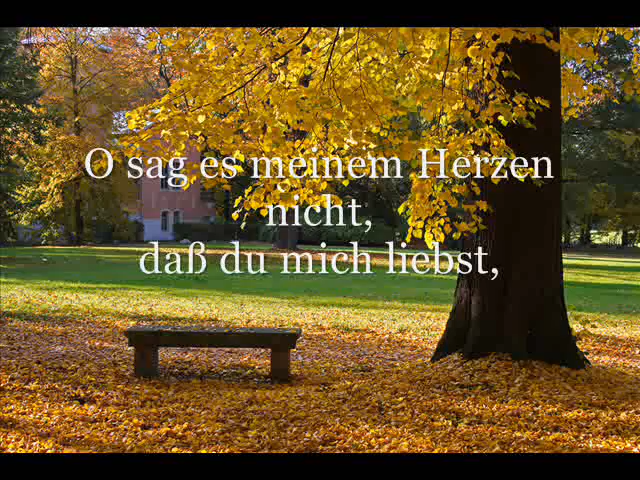 O sag es meinem Herzen
nicht,
daß du mich liebst,